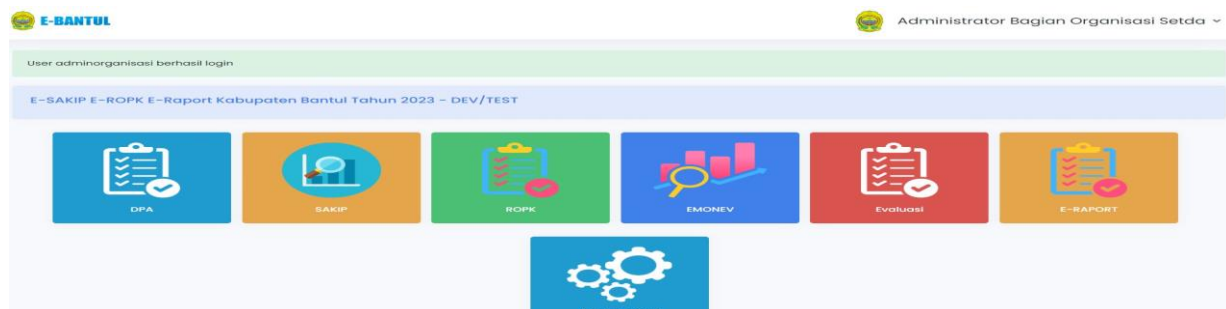 E-BANTUL
Administrator Bagian Organisasi Setda
User adminorganisasi berhasil login
E-SAKIP E-ROPK E-Raport Kabupaten Bantul Tahun 2023 - DEV/TEST
DPA
SAKIP
ROPK
EMONEV
Evaluasi
E-RAPORT